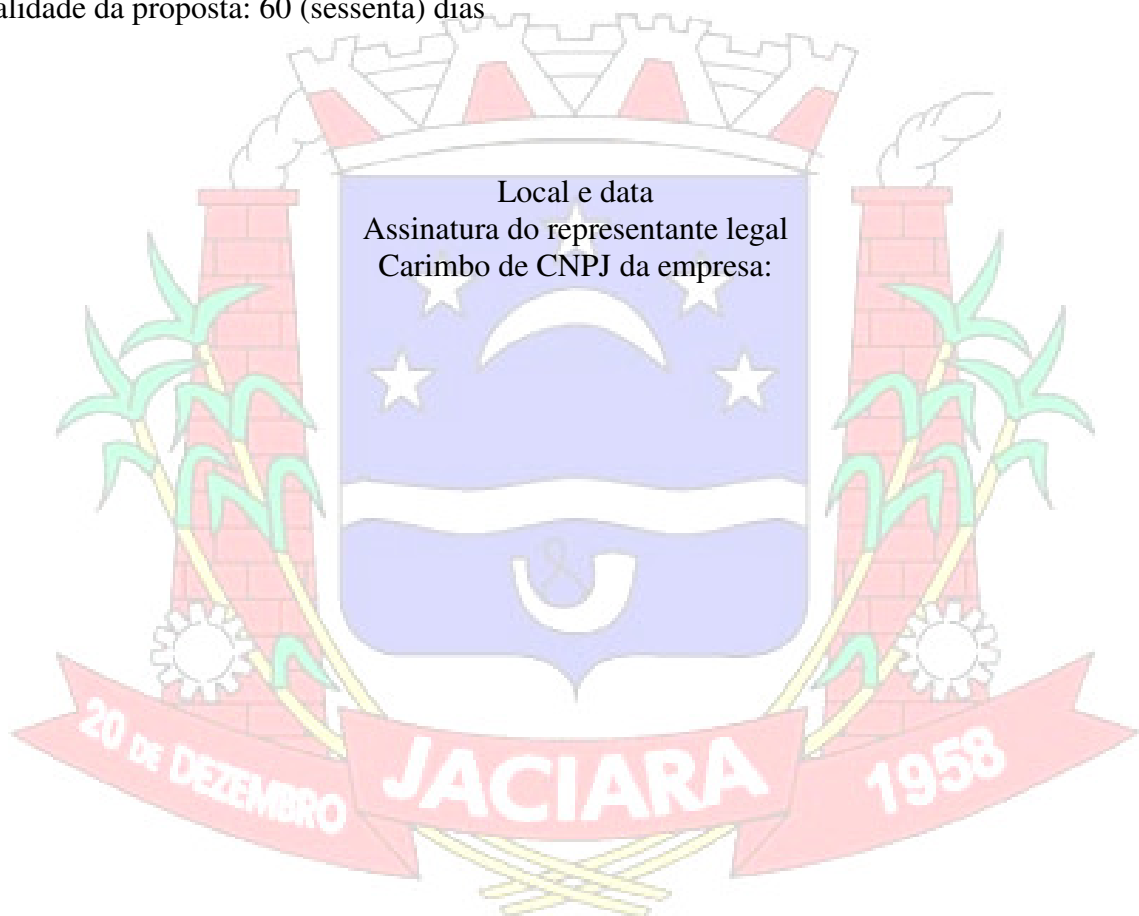 alidade da proposta: 60 (sessenta) dias
Local e data
Assinatura do representante legal
Carimbo de CNPJ da empresa:
20 DE DEZEMBRO
JACIARA
1958